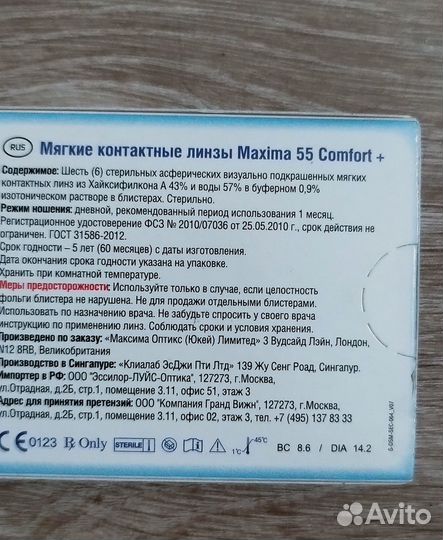 RUS Мягкие контактные линзы Maxima 55 Comfort +
Содержимое: Шесть (6) стерильных асферических визуально подкрашенных мягких
контактных линз из Хайксифилкона А 43% и воды 57% в буферном 0,9%
изотоническом растворе в блистерах. Стерильно.
Режим ношения: дневной, рекомендованный период использования 1 месяц.
Регистрационное удостоверение ФСЗ № 2010/07036 от 25.05.2010 г., срок действия не
ограничен. ГОСТ 31586-2012.
Срок годности - 5 лет (60 месяцев) с даты изготовления.
Дата окончания срока годности указана на упаковке.
Хранить при комнатной температуре.
Меры предосторожности: Используйте только в случае, если целостность
фольги блистера не нарушена. Не для продажи отдельными блистерами.
Использовать по назначению врача. Не забудьте спросить у своего врача
инструкцию по применению линз. Соблюдать сроки и условия хранения.
Произведено по заказу: «Максима Оптикс (Юкей) Лимитед» 3 Вудсайд Лэйн, Лондон,
N12 8RB, Великобритания
Произведено в Сингапуре: «Клиалаб ЭсДжи Пти Лтд» 139 Жу Сенг Роад, Сингапур.
Импортер в РФ: ООО "Эссилор-ЛУЙС-Оптика", 127273, г.Москва,
ул.Отрадная, д.2Б, стр.1, помещение 11, офис 51, этаж 3
Адрес для принятия претензий: ООО "Компания Гранд Вижн", 127273, г.Москва,
ул.Отрадная, д.2Б, стр.6, помещение 11, офис 02, этаж 3, тел. +7 (495) 137 83 33
CE 0123 Rx Only STERILE 1°C 45°C BC 8.6 / DIA 14.2
Avito